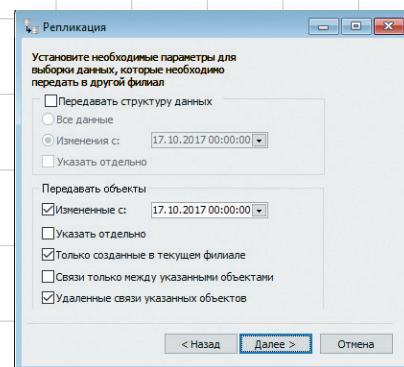 Репликация
Установите необходимые параметры для
выборки данных, которые необходимо
передать в другой филиал
Передавать структуру данных
Все данные
Изменения с: 17.10.2017 00:00:00
Указать отдельно
Передавать объекты
Измененные с: 17.10.2017 00:00:00
Указать отдельно
Только созданные в текущем филиале
Связи только между указанными объектами
Удаленные связи указанных объектов
< Назад Далее > Отмена